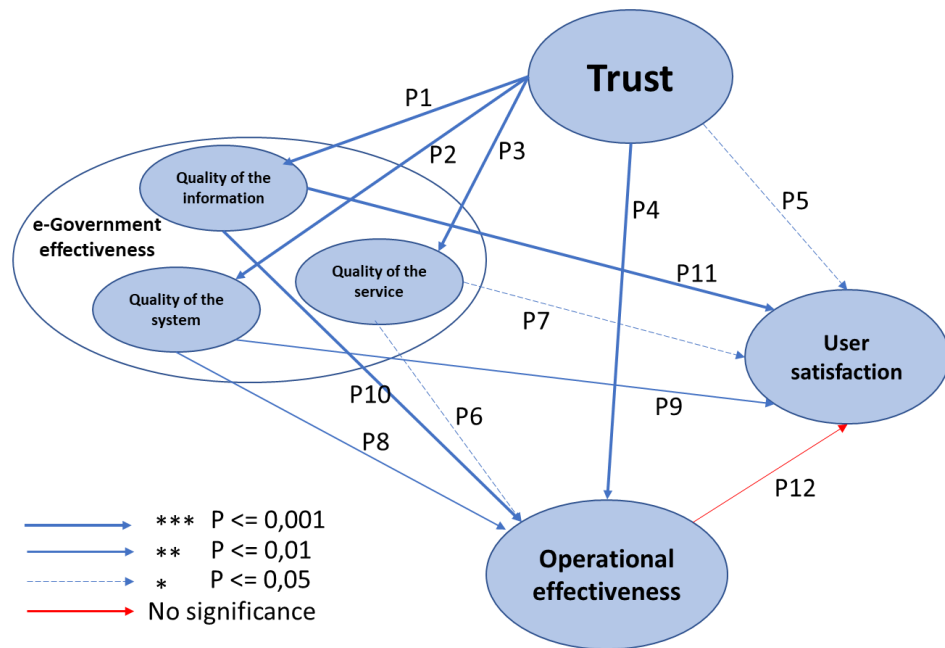 Trust
P1
P2
P3
P4
P5
Quality of the
information
e-Government
effectiveness
Quality of the
service
Quality of the
system
P11
P7
User
satisfaction
P10
P6
P9
P8
P12
Operational
effectiveness
*** P <= 0,001
** P <= 0,01
* P <= 0,05
No significance